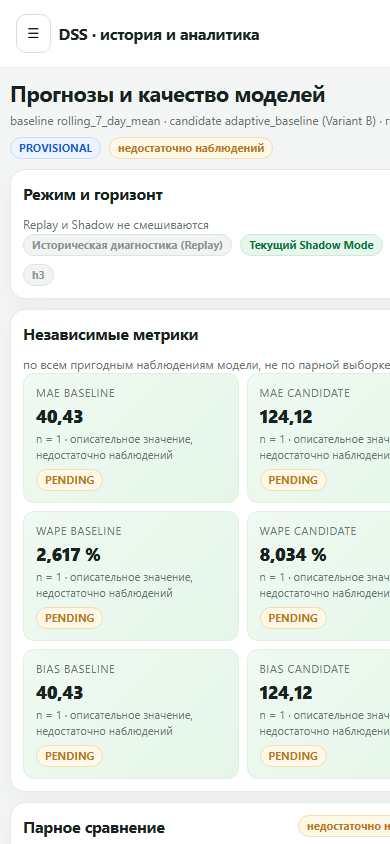 ☰ DSS · история и аналитика
Прогнозы и качество моделей
baseline rolling_7_day_mean · candidate adaptive_baseline (Variant B) ·
PROVISIONAL недостаточно наблюдений
Режим и горизонт
Replay и Shadow не смешиваются
Историческая диагностика (Replay) Текущий Shadow Mode
h3
Независимые метрики
по всем пригодным наблюдениям модели, не по парной выборке
MAE BASELINE MAE CANDIDATE
40,43 124,12
n = 1 · описательное значение, n = 1 · описательное знач
недостаточно наблюдений недостаточно наблюдений
PENDING PENDING
WAPE BASELINE WAPE CANDIDATE
2,617 % 8,034 %
n = 1 · описательное значение, n = 1 · описательное знач
недостаточно наблюдений недостаточно наблюдений
PENDING PENDING
BIAS BASELINE BIAS CANDIDATE
40,43 124,12
n = 1 · описательное значение, n = 1 · описательное знач
недостаточно наблюдений недостаточно наблюдений
PENDING PENDING
Парное сравнение недостаточно н